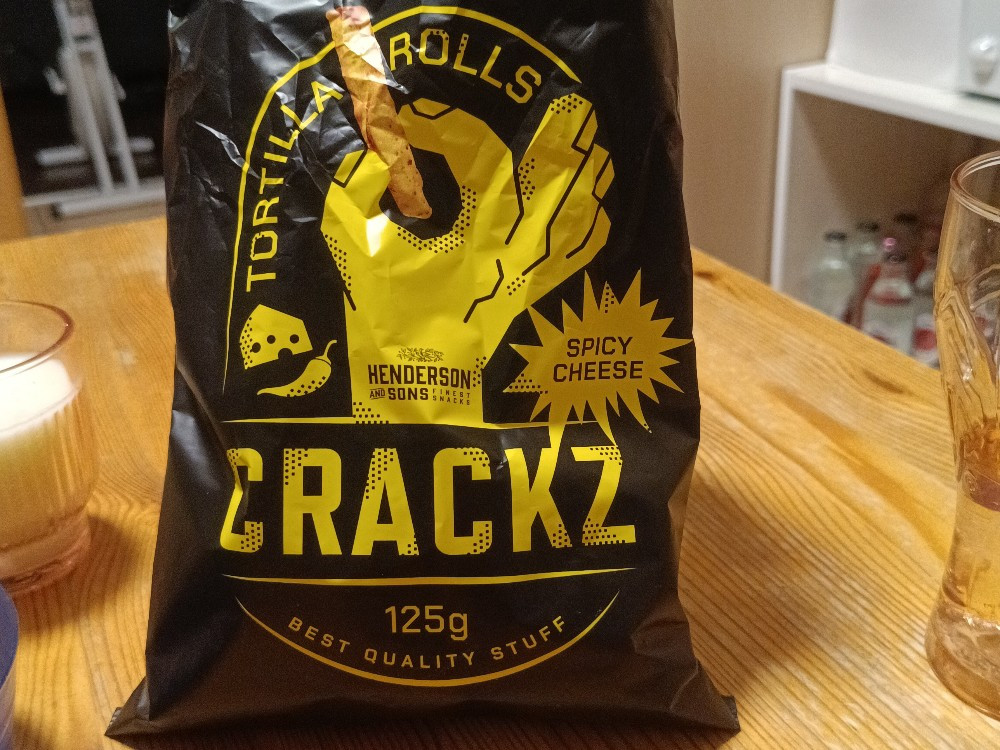 TORTILLA ROLLS
SPICY
CHEESE
HENDERSON
AND SONS FINEST
SNACKS
CRACKZ
125g
BEST QUALITY STUFF